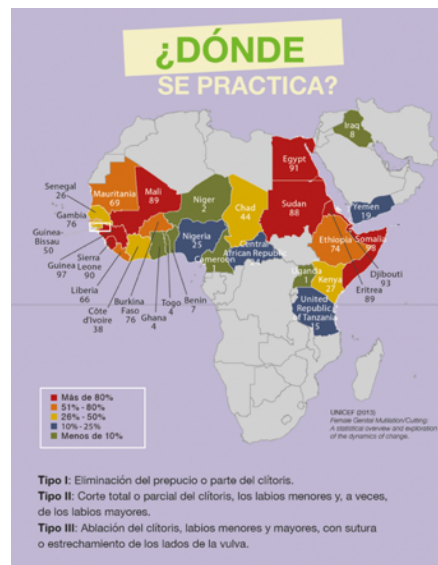 ¿DÓNDE
SE PRACTICA?
Iraq
8
Egypt
91
Senegal
26
Mauritania
69
Mali
89
Niger
2
Chad
44
Sudan
88
Yemen
19
Gambia
76
Guinea-
Bissau
50
Nigeria
25
Central
African Republic
24
Ethiopia
74
Somalia
98
Guinea
97
Sierra
Leone
90
Cameroon
1
Uganda
1
Kenya
27
Djibouti
93
Liberia
66
Burkina
Faso
76
Togo
4
Benin
7
Eritrea
89
Côte
d'Ivoire
38
Ghana
4
United
Republic
of Tanzania
15
Más de 80%
51% - 80%
26% - 50%
10% - 25%
Menos de 10%
UNICEF (2013)
Female Genital Mutilation/Cutting:
A statistical overview and exploration
of the dynamics of change.
Tipo I: Eliminación del prepucio o parte del clítoris.
Tipo II: Corte total o parcial del clítoris, los labios menores y, a veces,
de los labios mayores.
Tipo III: Ablación del clítoris, labios menores y mayores, con sutura
o estrechamiento de los lados de la vulva.